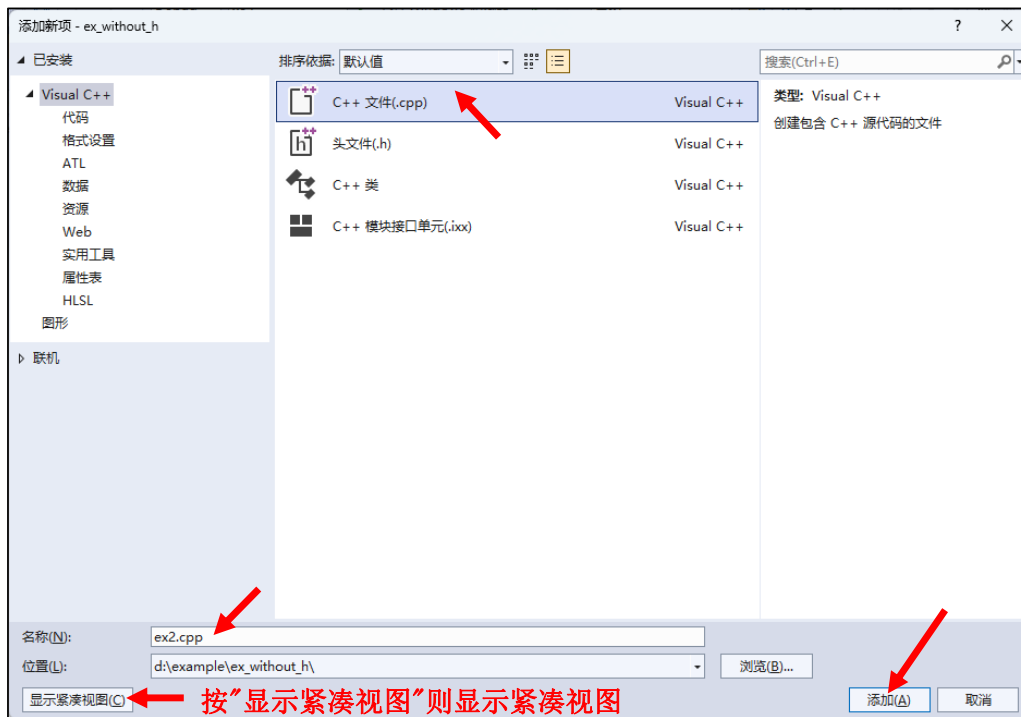 添加新项 - ex_without_h ? ×
已安装
排序依据: 默认值
搜索(Ctrl+E)
Visual C++
代码
格式设置
ATL
数据
资源
Web
实用工具
属性表
HLSL
图形
联机
C++ 文件(.cpp) Visual C++
头文件(.h) Visual C++
C++ 类 Visual C++
C++ 模块接口单元(.ixx) Visual C++
类型: Visual C++
创建包含 C++ 源代码的文件
名称(N): ex2.cpp
位置(L): d:\example\ex_without_h\ 浏览(B)...
显示紧凑视图(C) 按"显示紧凑视图"则显示紧凑视图 添加(A) 取消